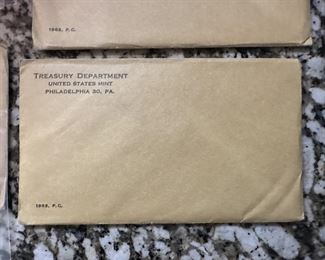 1963, P.C.
TREASURY DEPARTMENT
UNITED STATES MINT
PHILADELPHIA 30, PA.
1963, P.C.